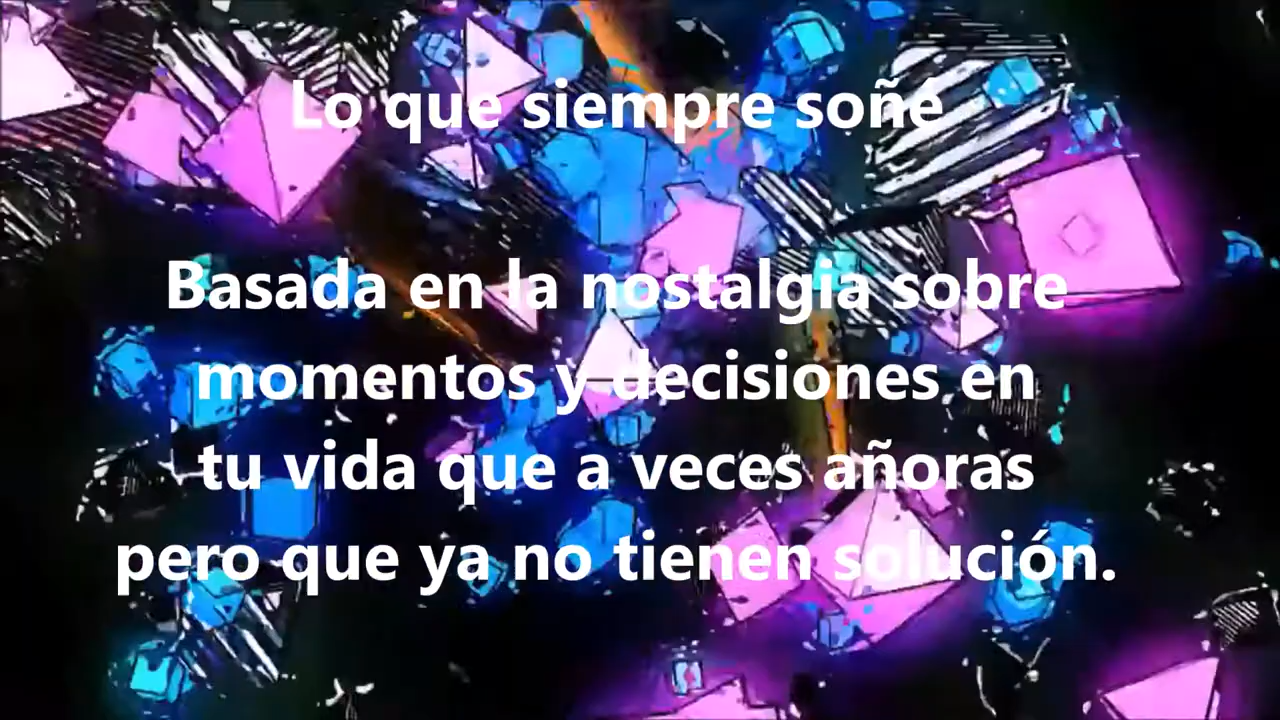 Lo que siempre soñé
Basada en la nostalgia sobre
momentos y decisiones en
tu vida que a veces añoras
pero que ya no tienen solución.